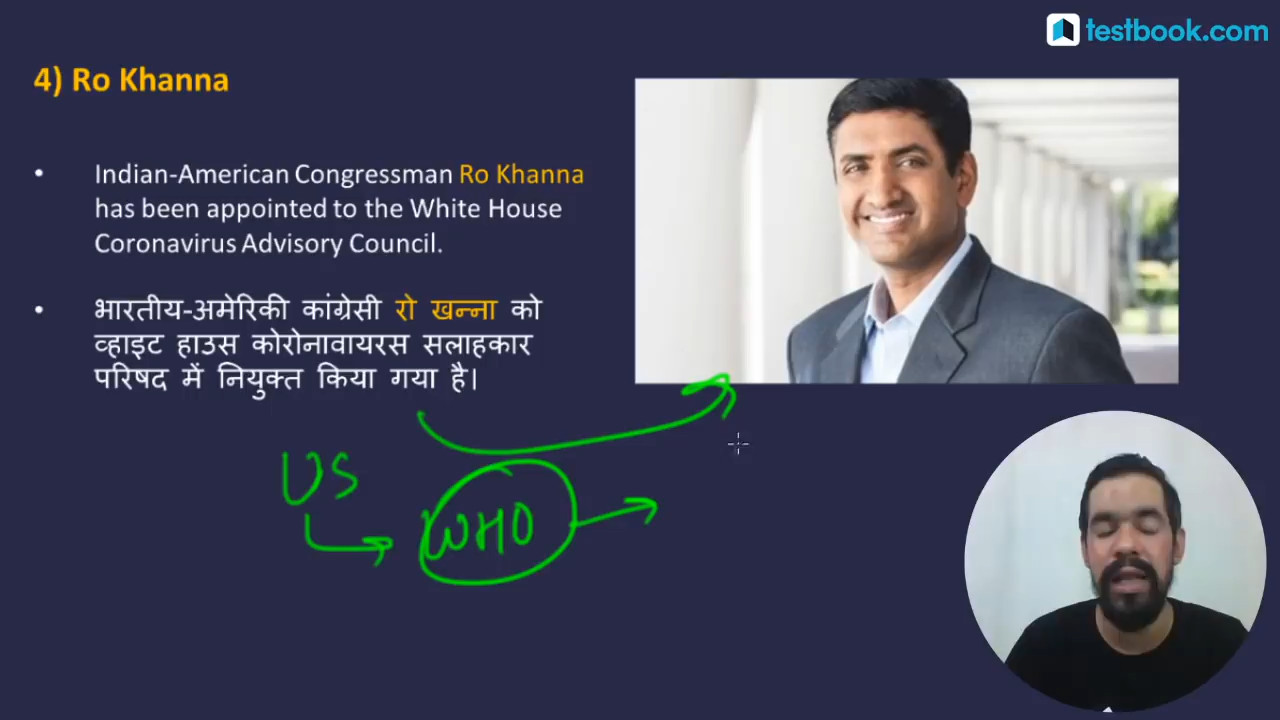 testbook.com
4) Ro Khanna
• Indian-American Congressman Ro Khanna
has been appointed to the White House
Coronavirus Advisory Council.
• भारतीय-अमेरिकी कांग्रेसी रो खन्ना को
व्हाइट हाउस कोरोनावायरस सलाहकार
परिषद में नियुक्त किया गया है।
US
WHO